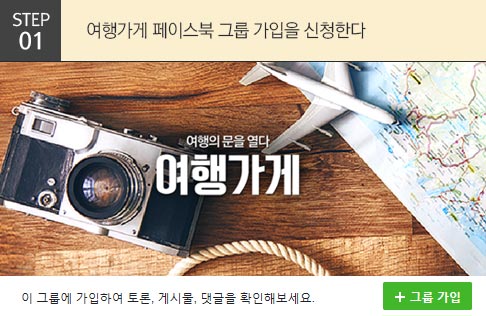 STEP
01
여행가게 페이스북 그룹 가입을 신청한다
여행의 문을 열다
여행가게
이 그룹에 가입하여 토론, 게시물, 댓글을 확인해보세요.
+ 그룹 가입